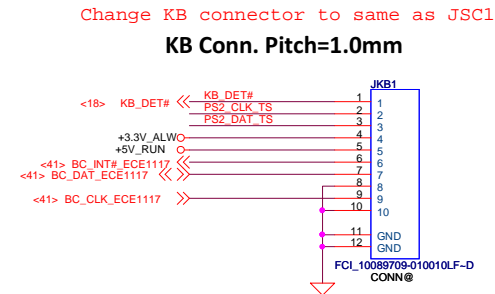 Change KB connector to same as JSC1
KB Conn. Pitch=1.0mm
JKB1
<18> KB_DET# KB_DET# 1 1
PS2_CLK_TS 2 2
PS2_DAT_TS 3 3
+3.3V_ALW 4 4
+5V_RUN 5 5
<41> BC_INT#_ECE1117 6 6
<41> BC_DAT_ECE1117 7 7
8 8
<41> BC_CLK_ECE1117 9 9
10 10
11 GND
12 GND
FCI_10089709-010010LF~D
CONN@